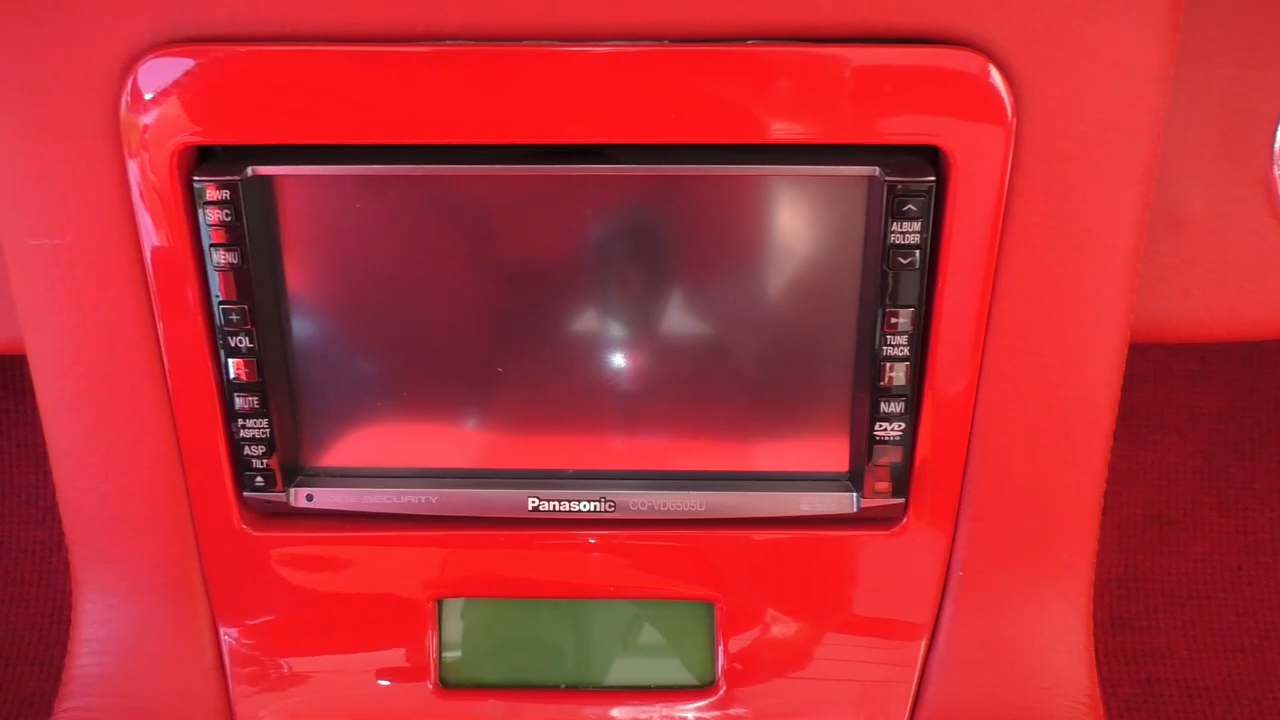 PWR
SRC
MENU
VOL
MUTE
P-MODE
ASPECT
ASP
TILT
ALBUM
FOLDER
TUNE
TRACK
NAVI
DVD
VIDEO
SECURITY
Panasonic CQ-VD6505U